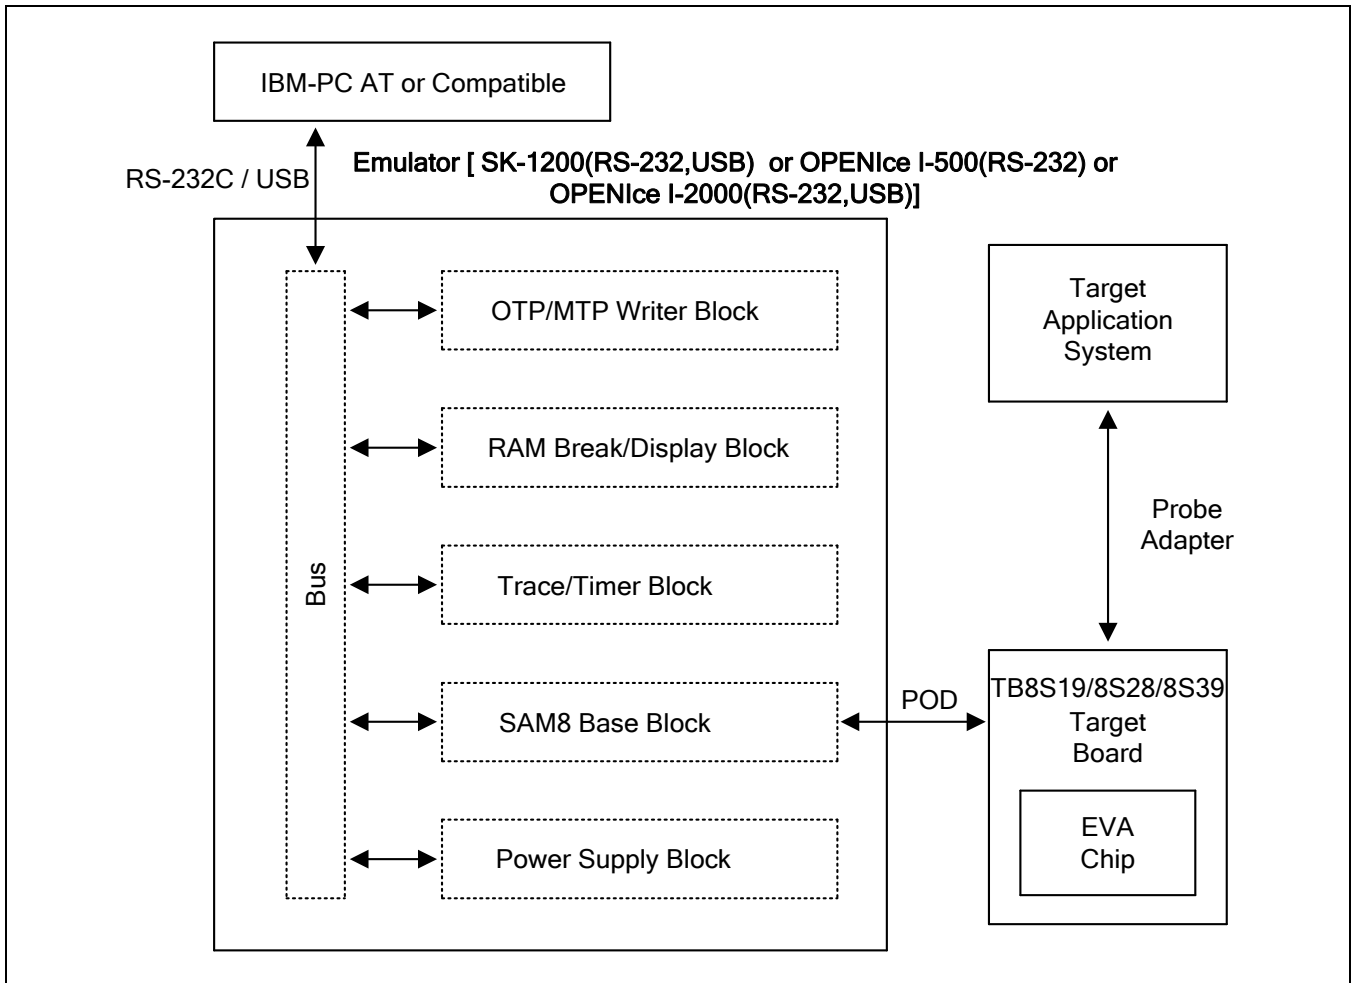 IBM-PC AT or Compatible
RS-232C / USB
Emulator [ SK-1200(RS-232,USB) or OPENIce I-500(RS-232) or
OPENIce I-2000(RS-232,USB)]
Bus
OTP/MTP Writer Block
RAM Break/Display Block
Trace/Timer Block
SAM8 Base Block
Power Supply Block
POD
Target
Application
System
Probe
Adapter
TB8S19/8S28/8S39
Target
Board
EVA
Chip